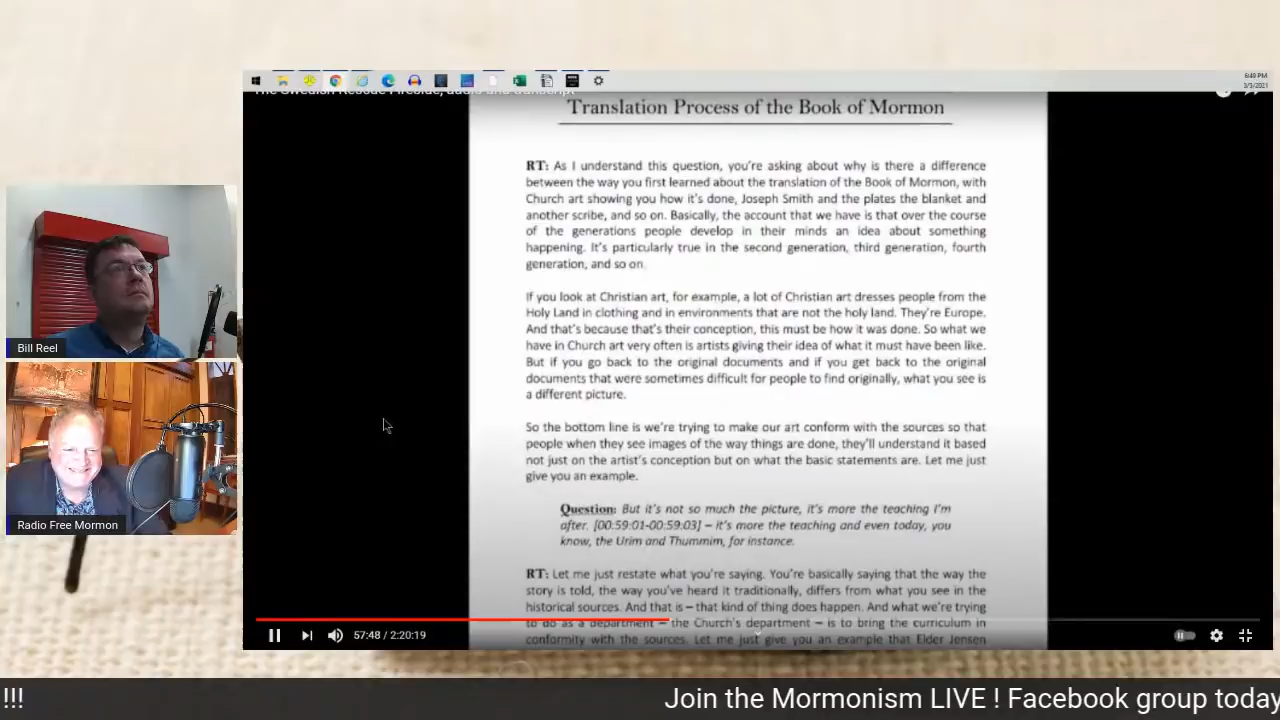 6:49 PM
3/3/2021
The Swedish Rescue Fireside, audio and transcript
Translation Process of the Book of Mormon
RT: As I understand this question, you're asking about why is there a difference
between the way you first learned about the translation of the Book of Mormon, with
Church art showing you how it's done, Joseph Smith and the plates the blanket and
another scribe, and so on. Basically, the account that we have is that over the course
of the generations people develop in their minds an idea about something
happening. It's particularly true in the second generation, third generation, fourth
generation, and so on.
If you look at Christian art, for example, a lot of Christian art dresses people from the
Holy Land in clothing and in environments that are not the holy land. They're Europe.
And that's because that's their conception, this must be how it was done. So what we
have in Church art very often is artists giving their idea of what it must have been like.
But if you go back to the original documents and if you get back to the original
documents that were sometimes difficult for people to find originally, what you see is
a different picture.
So the bottom line is we're trying to make our art conform with the sources so that
people when they see images of the way things are done, they'll understand it based
not just on the artist's conception but on what the basic statements are. Let me just
give you an example.
Question: But it's not so much the picture, it's more the teaching I'm
after. [00:59:01-00:59:03] – it's more the teaching and even today, you
know, the Urim and Thummim, for instance.
RT: Let me just restate what you're saying. You're basically saying that the way the
story is told, the way you've heard it traditionally, differs from what you see in the
historical sources. And that is – that kind of thing does happen. And what we're trying
to do as a department – the Church's department – is to bring the curriculum in
conformity with the sources. Let me just give you an example that Elder Jensen
57:48 / 2:20:19
Bill Reel
Radio Free Mormon
!!! Join the Mormonism LIVE ! Facebook group today